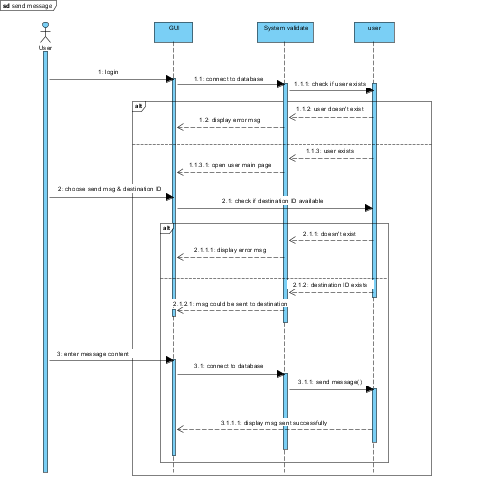 sd send message
GUI
System validate
user
User
1: login
1.1: connect to database
1.1.1: check if user exists
alt
1.1.2: user doesn't exist
1.2: display error msg
1.1.3: user exists
1.1.3.1: open user main page
2: choose send msg & destination ID
2.1: check if destination ID available
alt
2.1.1: doesn't exist
2.1.1.1: display error msg
2.1.2: destination ID exists
2.1.2.1: msg could be sent to destination
3: enter message content
3.1: connect to database
3.1.1: send message()
3.1.1.1: display msg sent successfully